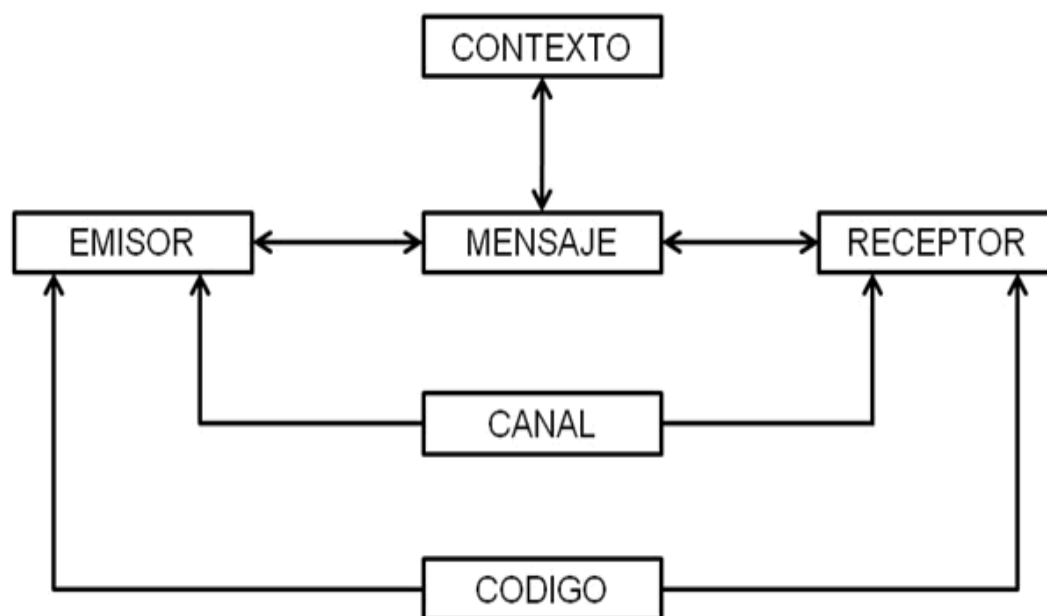 CONTEXTO
EMISOR
MENSAJE
RECEPTOR
CANAL
CODIGO